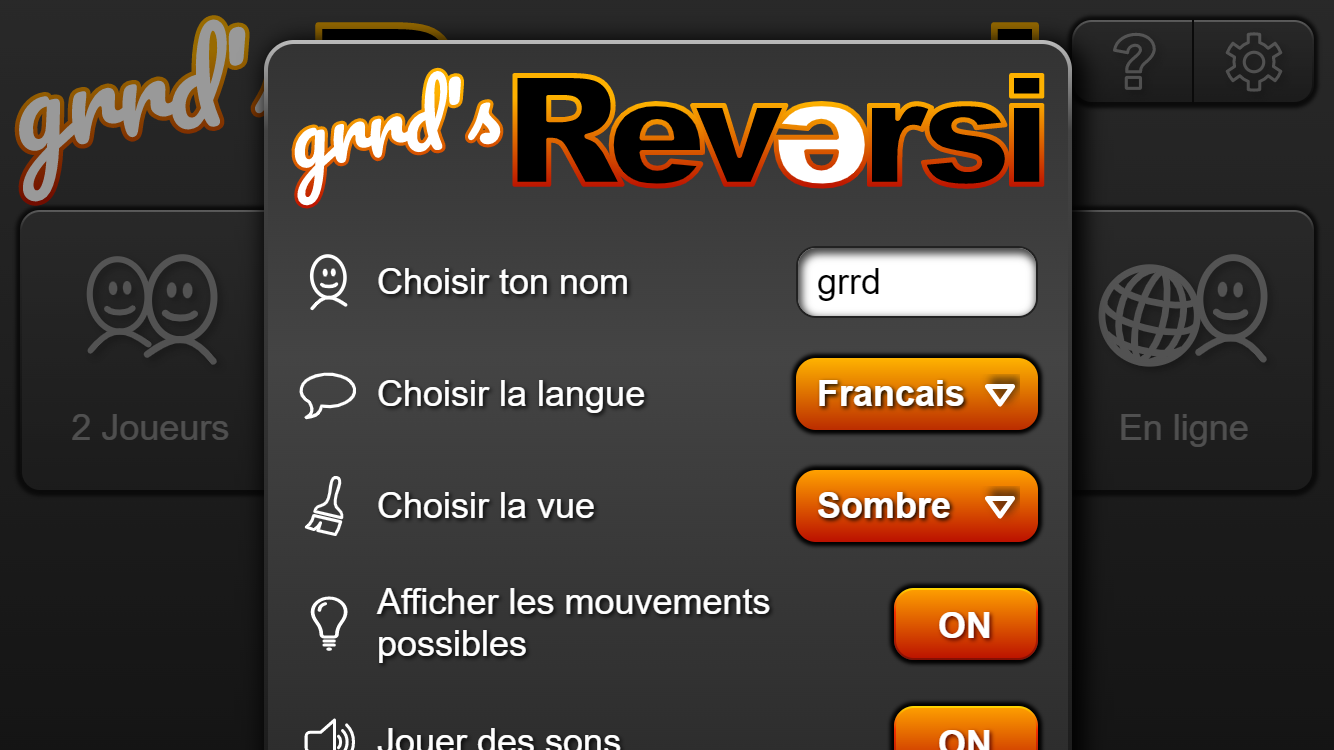 grrd's
grrd's Reversi
Choisir ton nom
grrd
Choisir la langue
Francais
Choisir la vue
Sombre
Afficher les mouvements
possibles
ON
Jouer des sons
ON
2 Joueurs
En ligne